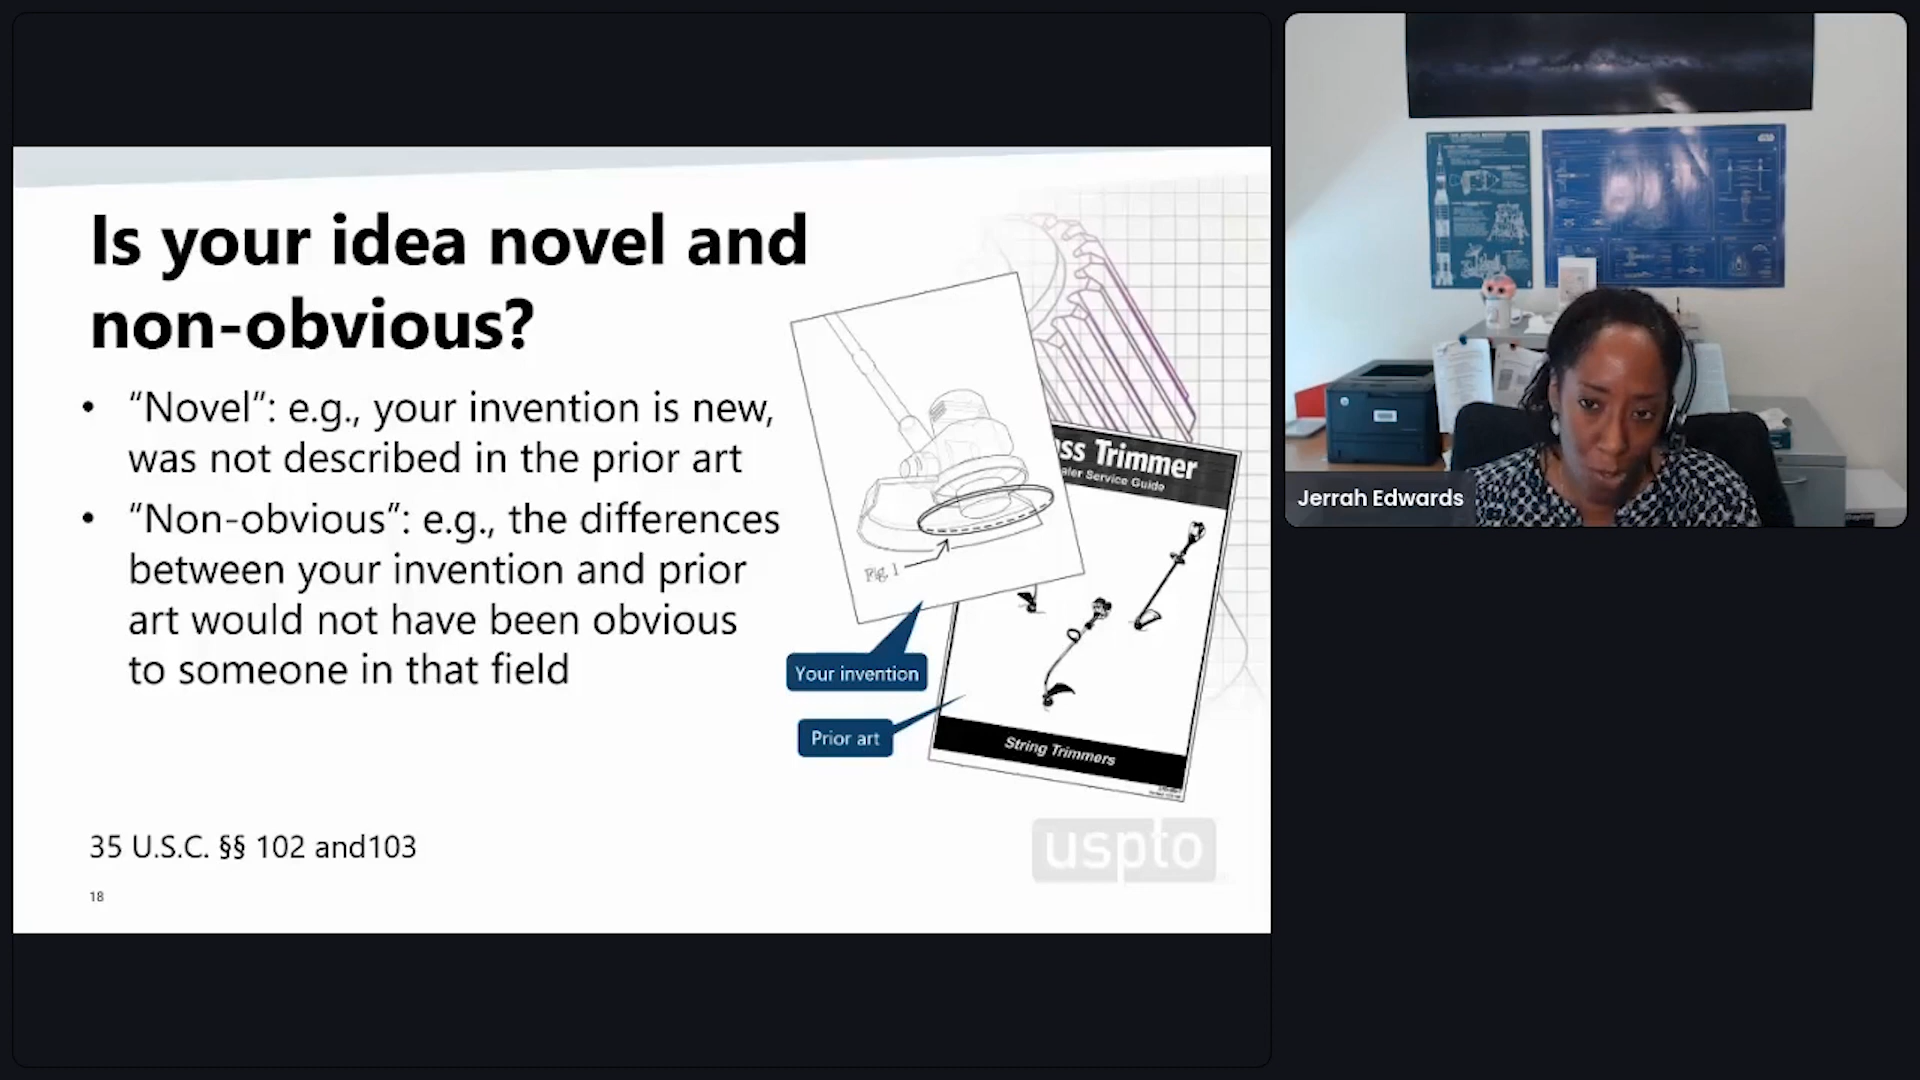 Is your idea novel and
non-obvious?
• “Novel”: e.g., your invention is new,
was not described in the prior art
• “Non-obvious”: e.g., the differences
between your invention and prior
art would not have been obvious
to someone in that field
35 U.S.C. §§ 102 and103
18
Fig. 1
Your invention
Prior art
Trimmer
Service Guide
String Trimmers
uspto
Jerrah Edwards